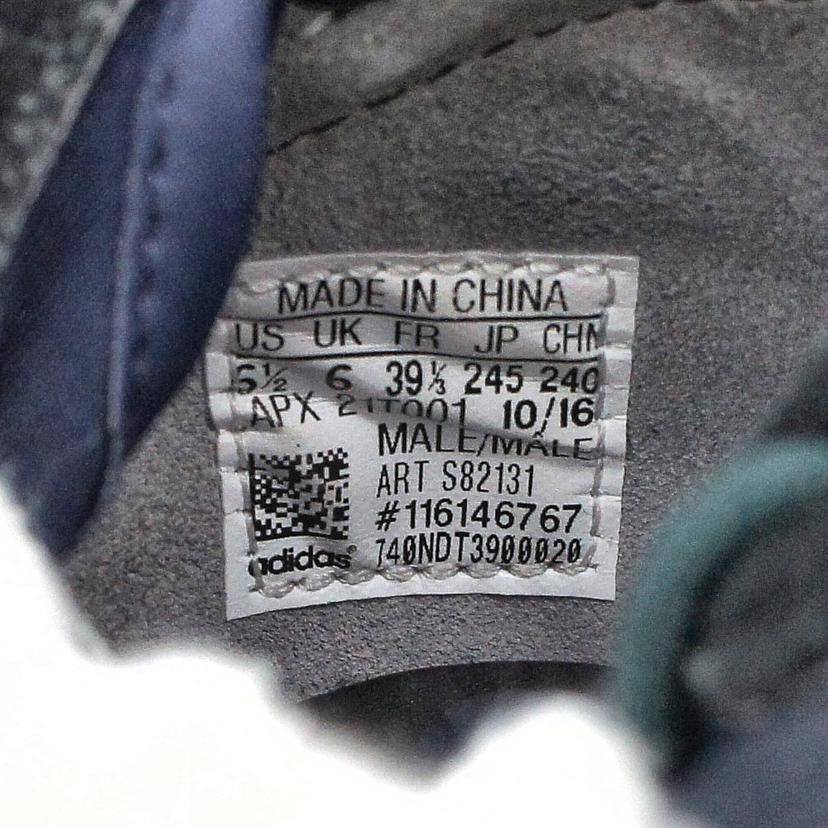 MADE IN CHINA
US UK FR JP CHN
6½ 6 39⅓ 245 240
APX 21T001 10/16
MALE/MÂLE
ART S82131
#116146767
740NDT3900020
adidas®